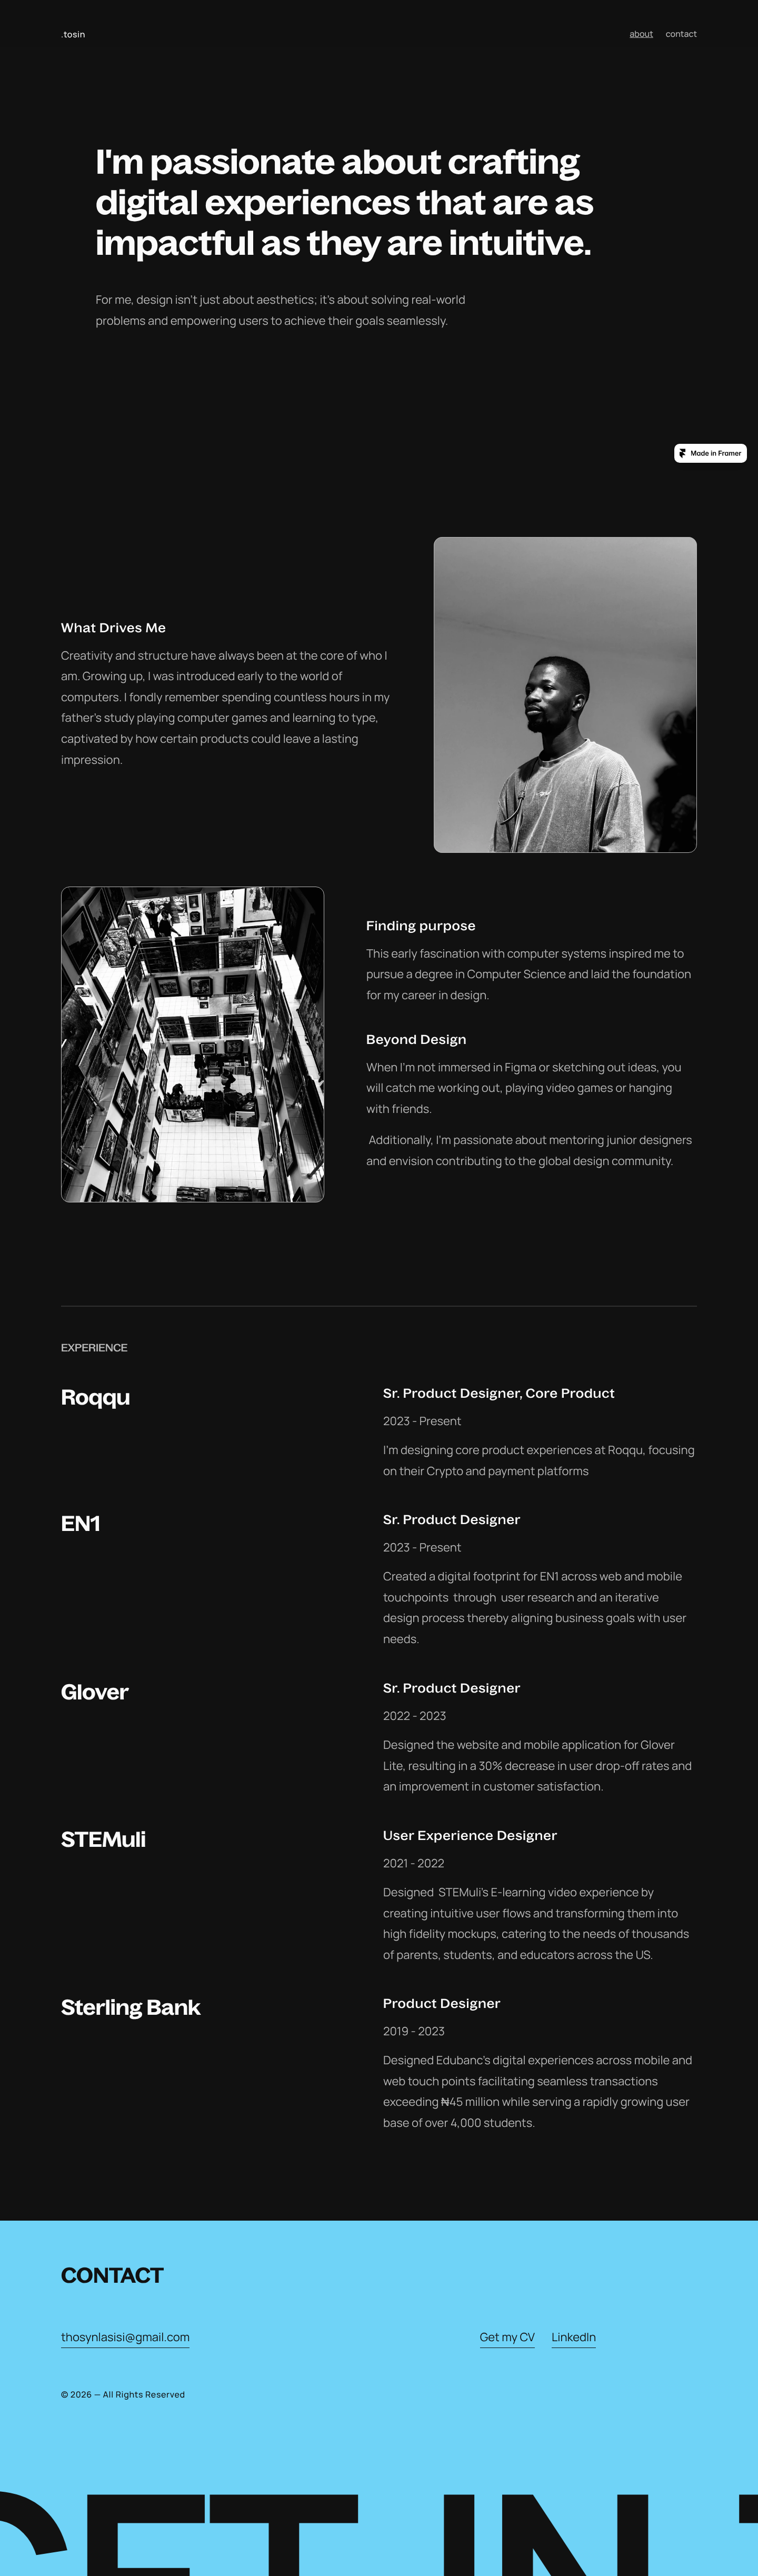 .tosin
about contact
I'm passionate about crafting
digital experiences that are as
impactful as they are intuitive.
For me, design isn't just about aesthetics; it's about solving real-world
problems and empowering users to achieve their goals seamlessly.
Made in Framer
What Drives Me
Creativity and structure have always been at the core of who I
am. Growing up, I was introduced early to the world of
computers. I fondly remember spending countless hours in my
father's study playing computer games and learning to type,
captivated by how certain products could leave a lasting
impression.
Finding purpose
This early fascination with computer systems inspired me to
pursue a degree in Computer Science and laid the foundation
for my career in design.
Beyond Design
When I'm not immersed in Figma or sketching out ideas, you
will catch me working out, playing video games or hanging
with friends.
Additionally, I'm passionate about mentoring junior designers
and envision contributing to the global design community.
EXPERIENCE
Roqqu
Sr. Product Designer, Core Product
2023 - Present
I'm designing core product experiences at Roqqu, focusing
on their Crypto and payment platforms
EN1
Sr. Product Designer
2023 - Present
Created a digital footprint for EN1 across web and mobile
touchpoints through user research and an iterative
design process thereby aligning business goals with user
needs.
Glover
Sr. Product Designer
2022 - 2023
Designed the website and mobile application for Glover
Lite, resulting in a 30% decrease in user drop-off rates and
an improvement in customer satisfaction.
STEMuli
User Experience Designer
2021 - 2022
Designed STEMuli's E-learning video experience by
creating intuitive user flows and transforming them into
high fidelity mockups, catering to the needs of thousands
of parents, students, and educators across the US.
Sterling Bank
Product Designer
2019 - 2023
Designed Edubanc's digital experiences across mobile and
web touch points facilitating seamless transactions
exceeding ₦45 million while serving a rapidly growing user
base of over 4,000 students.
CONTACT
thosynlasisi@gmail.com
Get my CV LinkedIn
© 2026 — All Rights Reserved
GET IN T